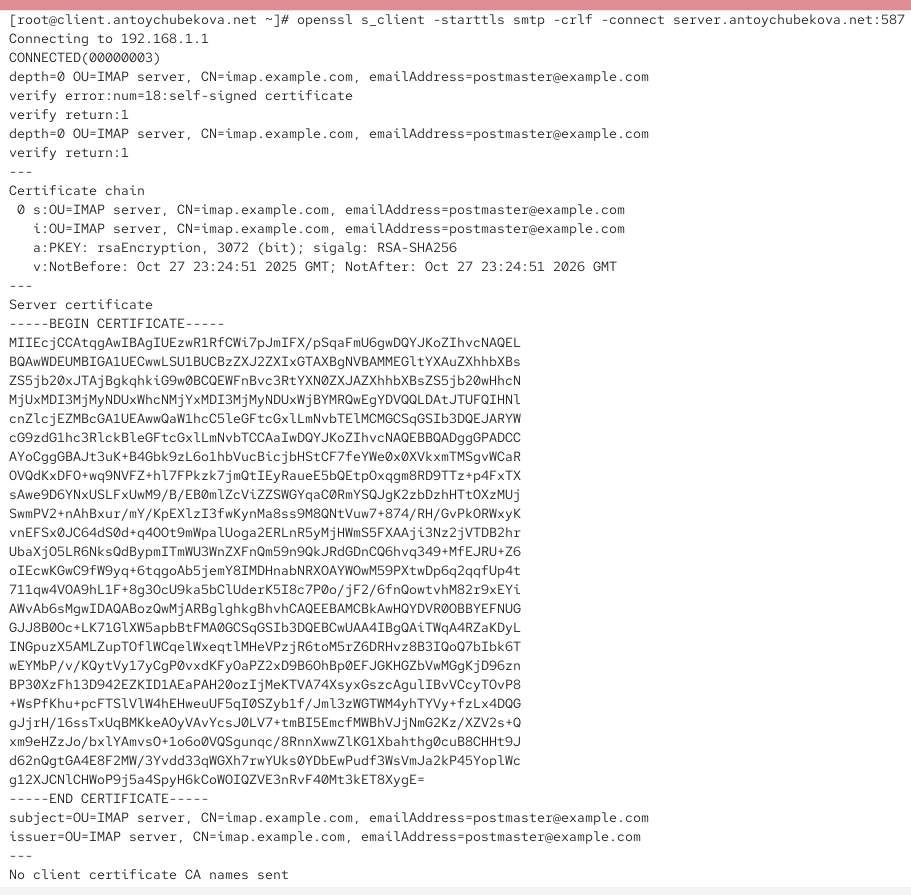 [root@client.antoychubekova.net ~]# openssl s_client -starttls smtp -crlf -connect server.antoychubekova.net:587
Connecting to 192.168.1.1
CONNECTED(00000003)
depth=0 OU=IMAP server, CN=imap.example.com, emailAddress=postmaster@example.com
verify error:num=18:self-signed certificate
verify return:1
depth=0 OU=IMAP server, CN=imap.example.com, emailAddress=postmaster@example.com
verify return:1
---
Certificate chain
 0 s:OU=IMAP server, CN=imap.example.com, emailAddress=postmaster@example.com
   i:OU=IMAP server, CN=imap.example.com, emailAddress=postmaster@example.com
   a:PKEY: rsaEncryption, 3072 (bit); sigalg: RSA-SHA256
   v:NotBefore: Oct 27 23:24:51 2025 GMT; NotAfter: Oct 27 23:24:51 2026 GMT
---
Server certificate
-----BEGIN CERTIFICATE-----
MIIEcjCCAtqgAwIBAgIUEzwR1RfCWi7pJmIFX/pSqaFmU6gwDQYJKoZIhvcNAQEL
BQAwWDEUMBIGA1UECwwLSU1BUCBzZXJ2ZXIxGTAXBgNVBAMMEGltYXAuZXhhbXBs
ZS5jb20xJTAjBgkqhkiG9w0BCQEWFnBvc3RtYXN0ZXJAZXhhbXBsZS5jb20wHhcN
MjUxMDI3MjMyNDUxWhcNMjYxMDI3MjMyNDUxWjBYMRQwEgYDVQQLDAtJTUFQIHNl
cnZlcjEZMBcGA1UEAwwQaW1hcC5leGFtcGxlLmNvbTElMCMGCSqGSIb3DQEJARYW
cG9zdG1hc3RlckBleGFtcGxlLmNvbTCCAaIwDQYJKoZIhvcNAQEBBQADggGPADCC
AYoCggGBAJt3uK+B4Gbk9zL6o1hbVucBicjbHStCF7feYWe0x0XVkxmTMSgvWCaR
OVQdKxDFO+wq9NVFZ+hl7FPkzk7jmQtIEyRaueE5bQEtpOxqgm8RD9TTz+p4FxTX
sAwe9D6YNxUSLFxUwM9/B/EB0mlZcViZZSWGYqaC0RmYSQJgK2zbDzhHTtOXzMUj
SwmPV2+nAhBxur/mY/KpEXlzI3fwKynMa8ss9M8QNtVuw7+874/RH/GvPkORWxyK
vnEFSx0JC64dS0d+q4OOt9mWpalUoga2ERLnR5yMjHWmS5FXAAji3Nz2jVTDB2hr
UbaXjO5LR6NksQdBypmITmWU3WnZXFnQm59n9QkJRdGDnCQ6hvq349+MfEJRU+Z6
oIEcwKGwC9fW9yq+6tqgoAb5jemY8IMDHnabNRXOAYWOwM59PXtwDp6q2qqfUp4t
711qw4VOA9hL1F+8g3OcU9ka5bClUderK5I8c7P0o/jF2/6fnQowtvhM82r9xEYi
AWvAb6sMgwIDAQABozQwMjARBglghkgBhvhCAQEEBAMCBkAwHQYDVR0OBBYEFNUG
GJJ8B0Oc+LK71GlXW5apbBtFMA0GCSqGSIb3DQEBCwUAA4IBgQAiTWqA4RZaKDyL
INGpuzX5AMLZupTOflWCqelWxeqtlMHeVPzjR6toM5rZ6DRHvz8B3IQoQ7bIbk6T
wEYMbP/v/KQytVy17yCgP0vxdKFyOaPZ2xD9B6OhBp0EFJGKHGZbVwMGgKjD96zn
BP30XzFh13D942EZKID1AEaPAH20ozIjMeKTVA74XsyxGszcAgulIBvVCcyTOvP8
+WsPfKhu+pcFTSlVlW4hEHweuUF5qI0SZyb1f/Jml3zWGTWM4yhTYVy+fzLx4DQG
gJjrH/16ssTxUqBMKkeAOyVAvYcsJ0LV7+tmBI5EmcfMWBhVJjNmG2Kz/XZV2s+Q
xm9eHZzJo/bxlYAmvsO+1o6o0VQSgunqc/8RnnXwwZlKG1Xbahthg0cuB8CHHt9J
d62nQgtGA4E8F2MW/3Yvdd33qWGXh7rwYUks0YDbEwPudf3WsVmJa2kP45YoplWc
g12XJCNlCHWoP9j5a4SpyH6kCoWOIQZVE3nRvF40Mt3kET8XygE=
-----END CERTIFICATE-----
subject=OU=IMAP server, CN=imap.example.com, emailAddress=postmaster@example.com
issuer=OU=IMAP server, CN=imap.example.com, emailAddress=postmaster@example.com
---
No client certificate CA names sent